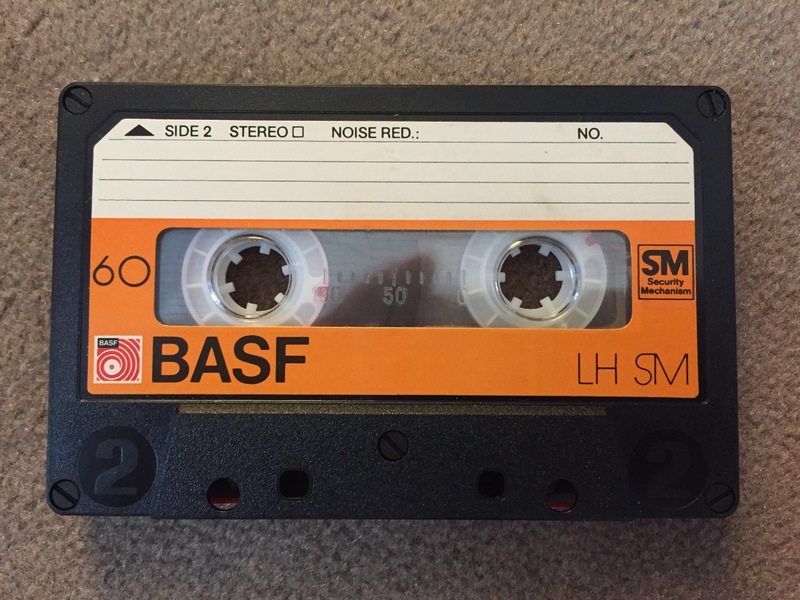 SIDE 2 STEREO NOISE RED.: NO.
60
SM
Security
Mechanism
50
BASF
BASF
LH SM
2 2